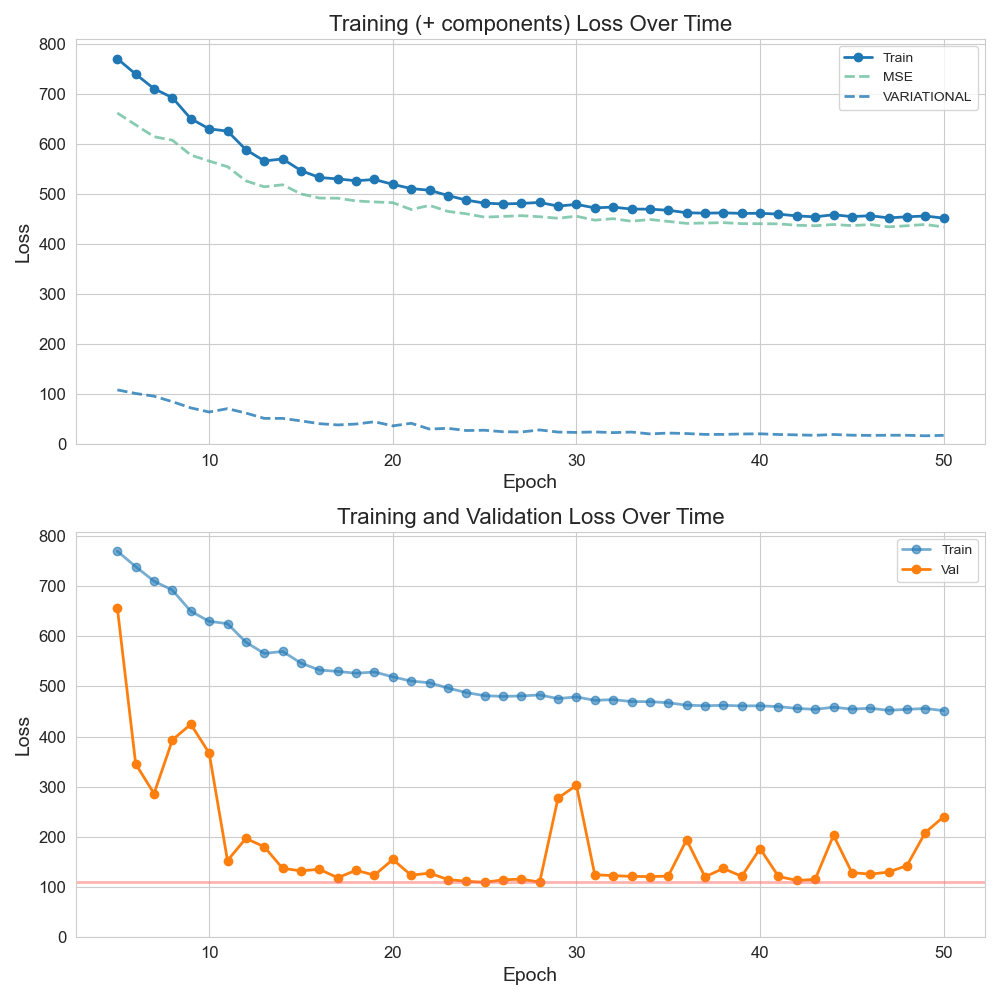 Training (+ components) Loss Over Time
800
700
600
500
400
300
200
100
0
Loss
Train
MSE
VARIATIONAL
10 20 30 40 50
Epoch
Training and Validation Loss Over Time
800
700
600
500
400
300
200
100
0
Loss
Train
Val
10 20 30 40 50
Epoch